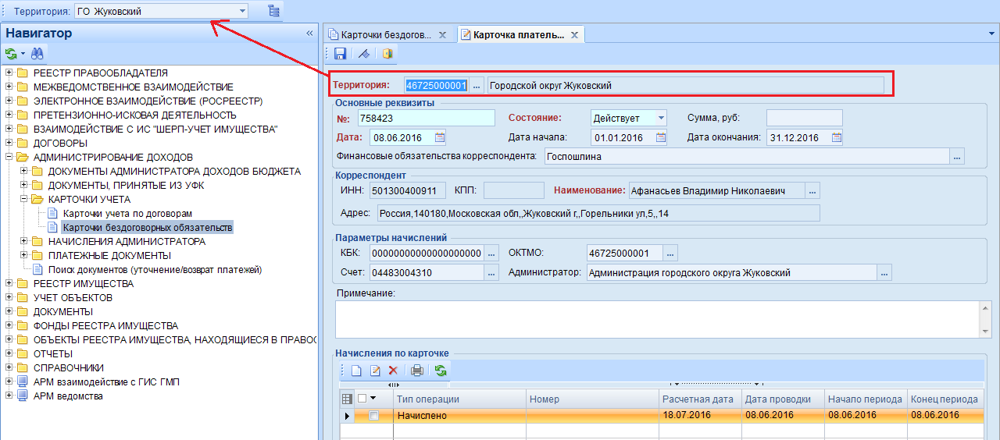 Территория: ГО Жуковский
Навигатор
РЕЕСТР ПРАВООБЛАДАТЕЛЯ
МЕЖВЕДОМСТВЕННОЕ ВЗАИМОДЕЙСТВИЕ
ЭЛЕКТРОННОЕ ВЗАИМОДЕЙСТВИЕ (РОСРЕЕСТР)
ПРЕТЕНЗИОННО-ИСКОВАЯ ДЕЯТЕЛЬНОСТЬ
ВЗАИМОДЕЙСТВИЕ С ИС "ШЕРП-УЧЕТ ИМУЩЕСТВА"
ДОГОВОРЫ
АДМИНИСТРИРОВАНИЕ ДОХОДОВ
ДОКУМЕНТЫ АДМИНИСТРАТОРА ДОХОДОВ БЮДЖЕТА
ДОКУМЕНТЫ, ПРИНЯТЫЕ ИЗ УФК
КАРТОЧКИ УЧЕТА
Карточки учета по договорам
Карточки бездоговорных обязательств
НАЧИСЛЕНИЯ АДМИНИСТРАТОРА
ПЛАТЕЖНЫЕ ДОКУМЕНТЫ
Поиск документов (уточнение/возврат платежей)
РЕЕСТР ИМУЩЕСТВА
УЧЕТ ОБЪЕКТОВ
ДОКУМЕНТЫ
ФОНДЫ РЕЕСТРА ИМУЩЕСТВА
ОБЪЕКТЫ РЕЕСТРА ИМУЩЕСТВА, НАХОДЯЩИЕСЯ В ПРАВОС
ОТЧЕТЫ
СПРАВОЧНИКИ
АРМ взаимодействие с ГИС ГМП
АРМ ведомства
Карточки бездогов... Карточка платель...
Территория: 46725000001 ... Городской округ Жуковский
Основные реквизиты
№: 758423 Состояние: Действует Сумма, руб:
Дата: 08.06.2016 Дата начала: 01.01.2016 Дата окончания: 31.12.2016
Финансовые обязательства корреспондента: Госпошлина ...
Корреспондент
ИНН: 501300400911 КПП: Наименование: Афанасьев Владимир Николаевич ...
Адрес: Россия,140180,Московская обл,,Жуковский г,,Горельники ул,5,,14
Параметры начислений
КБК: 00000000000000000000 ... ОКТМО: 46725000001 ...
Счет: 04483004310 ... Администратор: Администрация городского округа Жуковский ...
Примечание:
Начисления по карточке
Тип операции Номер Расчетная дата Дата проводки Начало периода Конец периода
Начислено 18.07.2016 08.06.2016 08.06.2016 08.06.2016